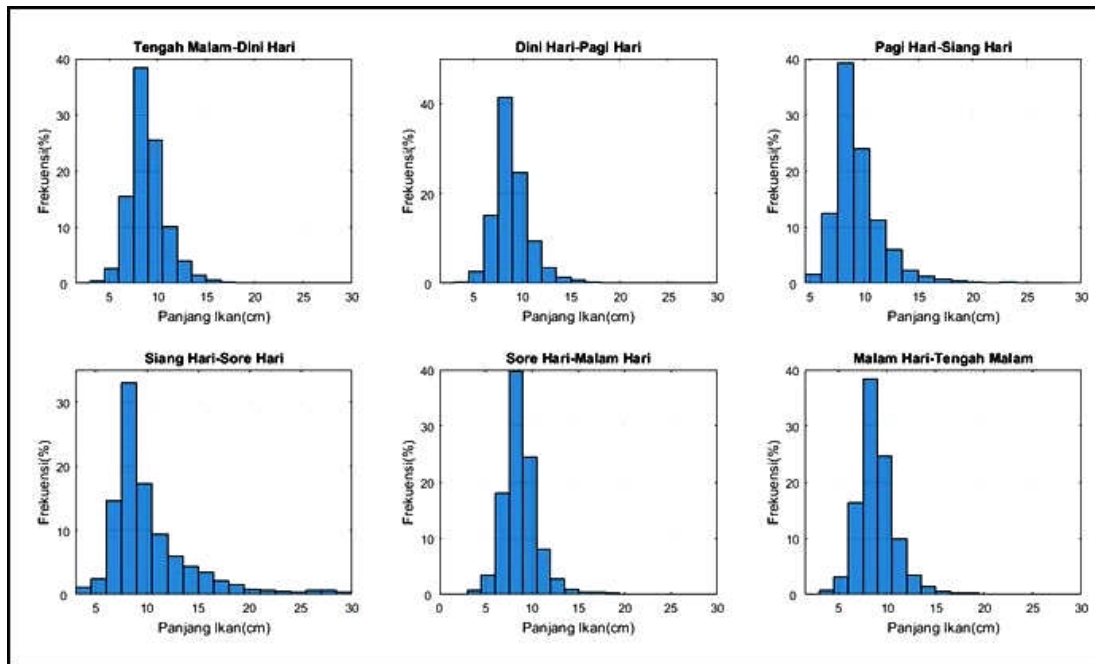 Tengah Malam-Dini Hari
40
30
20
10
0
Frekuensi(%)
5 10 15 20 25 30
Panjang Ikan(cm)
Dini Hari-Pagi Hari
40
20
0
Frekuensi(%)
5 10 15 20 25 30
Panjang Ikan(cm)
Pagi Hari-Siang Hari
40
30
20
10
0
Frekuensi(%)
5 10 15 20 25 30
Panjang Ikan(cm)
Siang Hari-Sore Hari
30
20
10
0
Frekuensi(%)
5 10 15 20 25 30
Panjang Ikan(cm)
Sore Hari-Malam Hari
40
30
20
10
0
Frekuensi(%)
0 5 10 15 20 25 30
Panjang Ikan(cm)
Malam Hari-Tengah Malam
40
30
20
10
0
Frekuensi(%)
5 10 15 20 25 30
Panjang Ikan(cm)